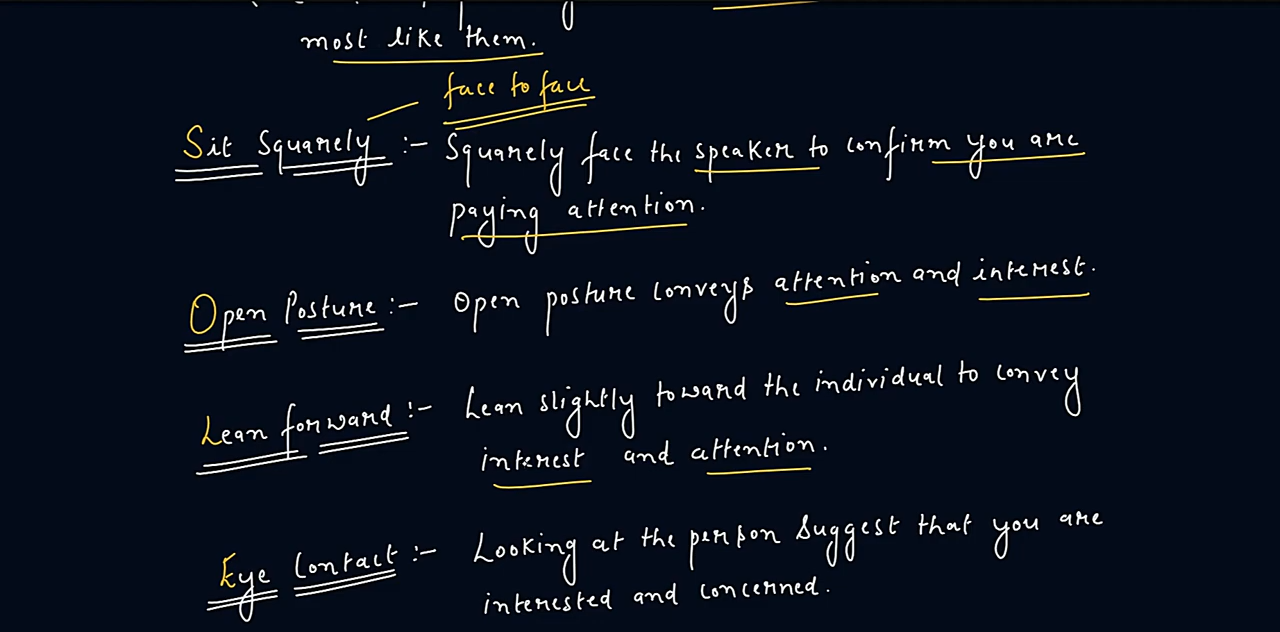 most like them.
face to face
Sit Squarely :- Squarely face the speaker to confirm you are
paying attention.
Open Posture :- Open posture conveys attention and interest.
Lean forward :- Lean slightly toward the individual to convey
interest and attention.
Eye Contact :- Looking at the person suggest that you are
interested and concerned.